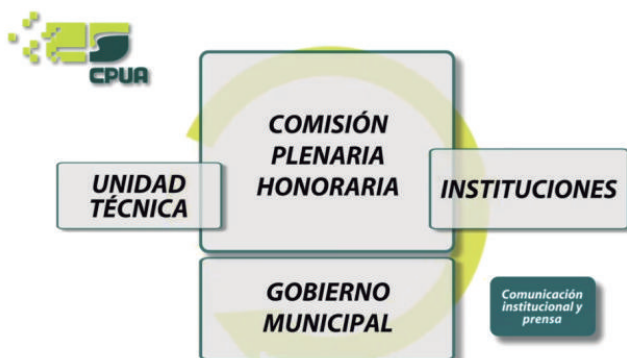 CPUA
COMISIÓN
PLENARIA
HONORARIA
UNIDAD
TÉCNICA
INSTITUCIONES
GOBIERNO
MUNICIPAL
Comunicación
institucional y
prensa